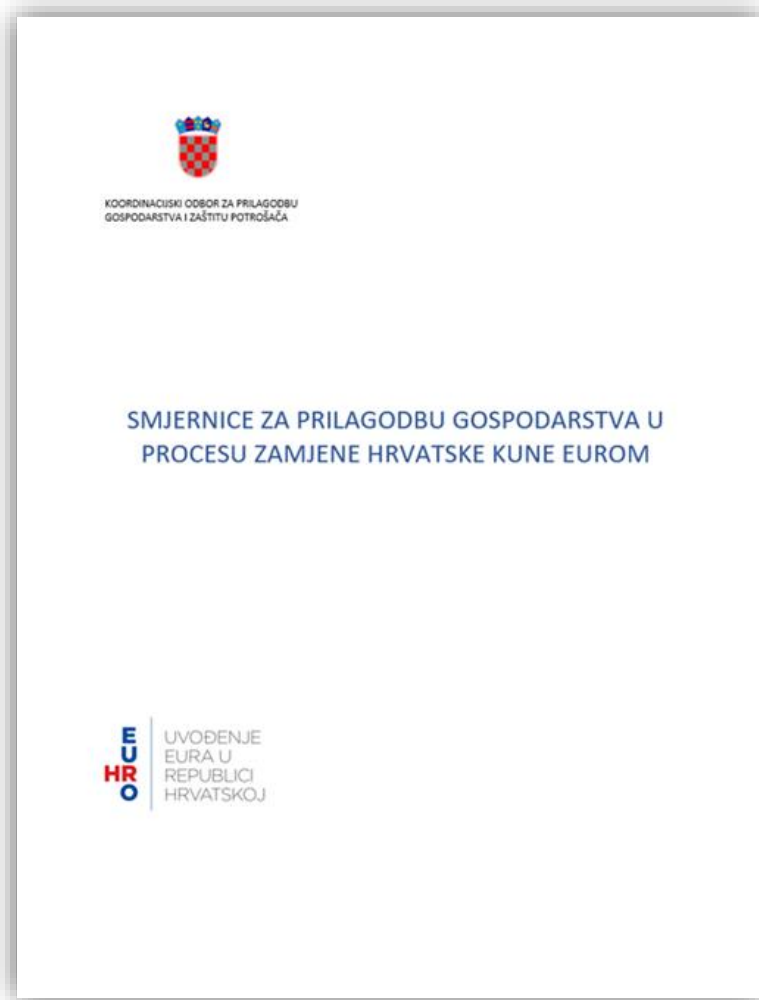 KOORDINACIJSKI ODBOR ZA PRILAGODBU
GOSPODARSTVA I ZAŠTITU POTROŠAČA
SMJERNICE ZA PRILAGODBU GOSPODARSTVA U
PROCESU ZAMJENE HRVATSKE KUNE EUROM
E
U
HR
O
UVOĐENJE
EURA U
REPUBLICI
HRVATSKOJ